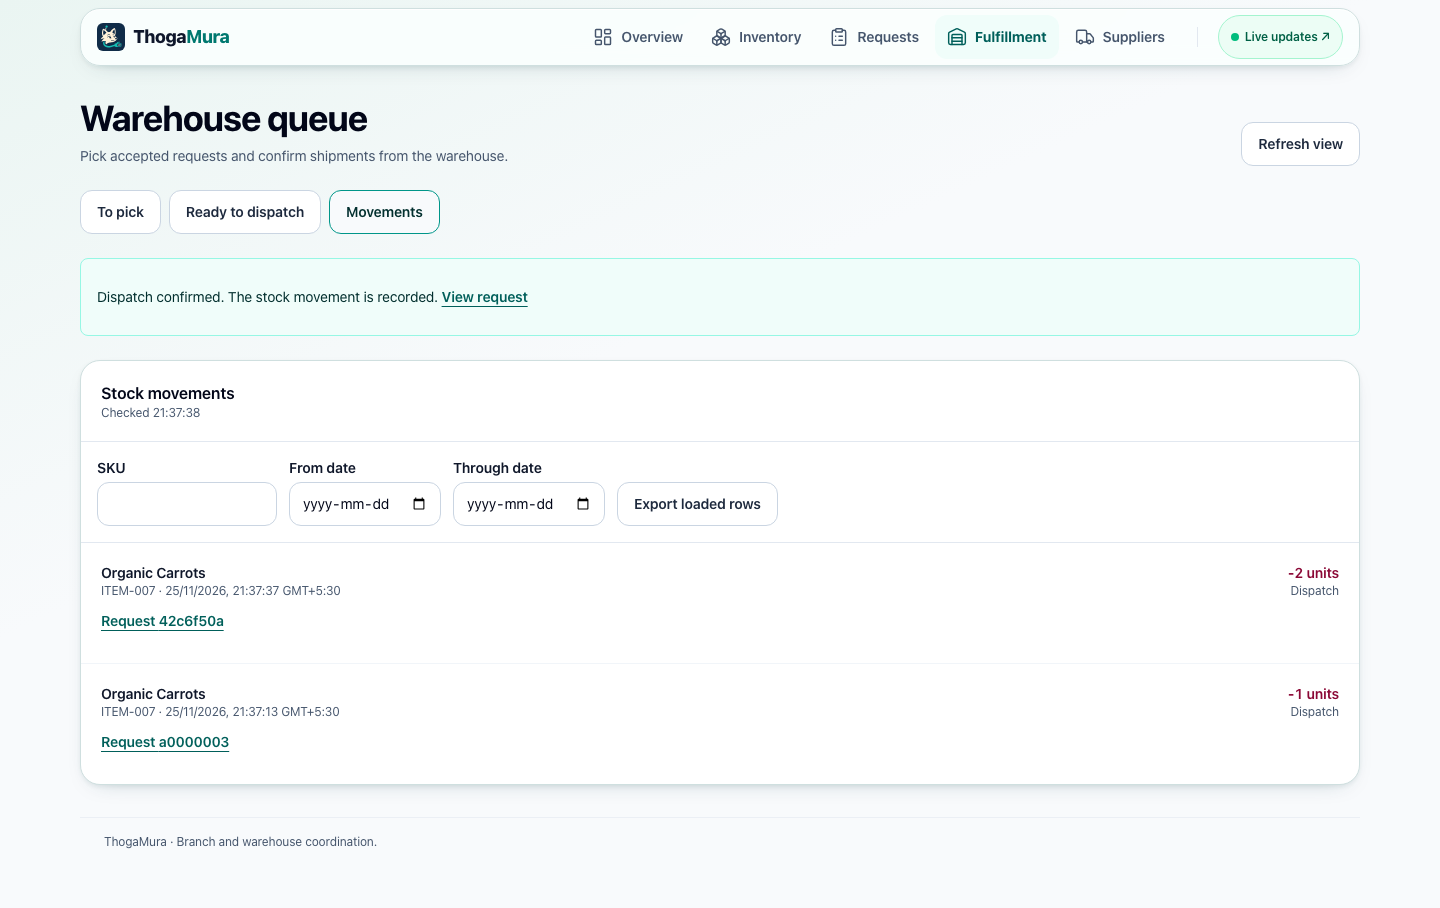 ThogaMura
Overview
Inventory
Requests
Fulfillment
Suppliers
Live updates ↗
Warehouse queue
Pick accepted requests and confirm shipments from the warehouse.
Refresh view
To pick
Ready to dispatch
Movements
Dispatch confirmed. The stock movement is recorded. View request
Stock movements
Checked 21:37:38
SKU
From date
Through date
yyyy-mm-dd
yyyy-mm-dd
Export loaded rows
Organic Carrots
-2 units
ITEM-007 · 25/11/2026, 21:37:37 GMT+5:30
Dispatch
Request 42c6f50a
Organic Carrots
-1 units
ITEM-007 · 25/11/2026, 21:37:13 GMT+5:30
Dispatch
Request a0000003
ThogaMura · Branch and warehouse coordination.